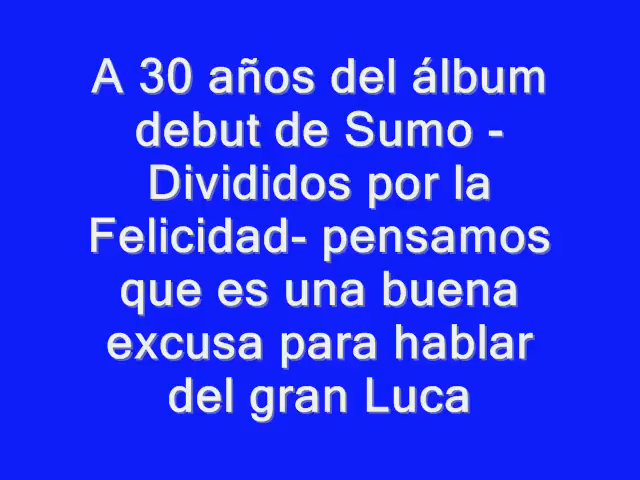 A 30 años del álbum
debut de Sumo -
Divididos por la
Felicidad- pensamos
que es una buena
excusa para hablar
del gran Luca